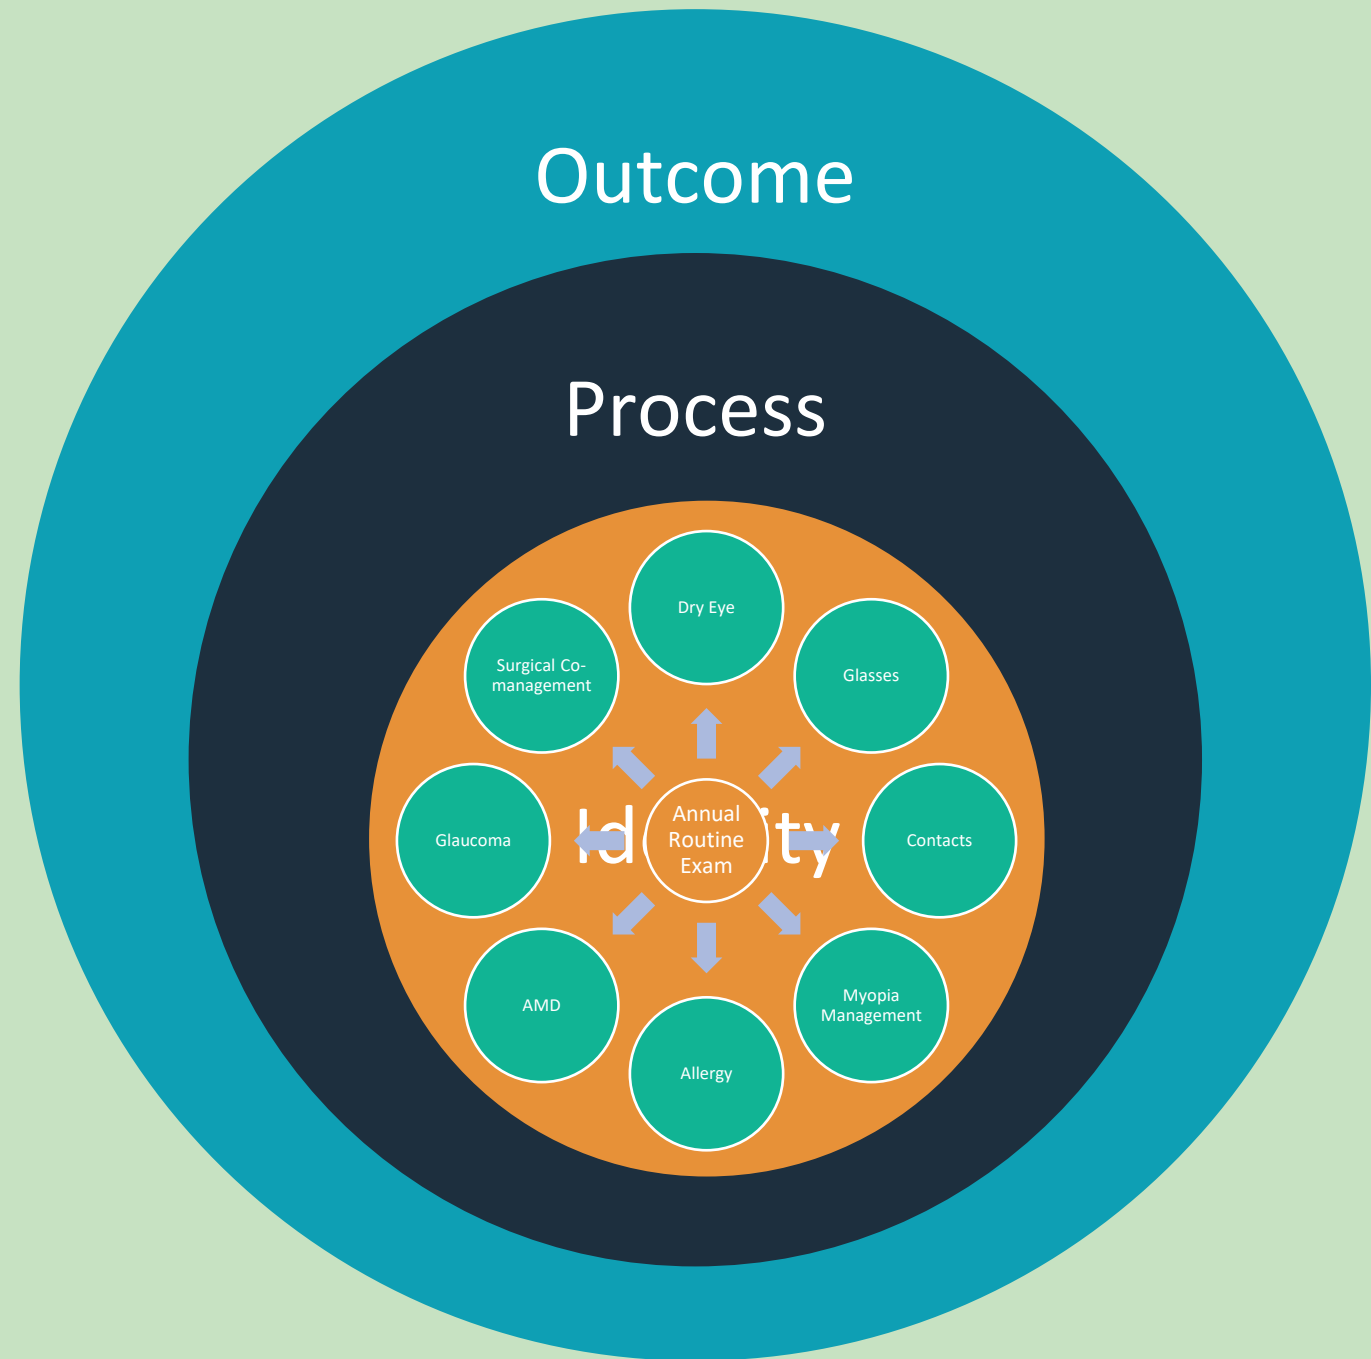 Outcome
Process
Dry Eye
Surgical Co-
management
Glasses
Annual
Routine
Exam
Glaucoma
Contacts
AMD
Myopia
Management
Allergy